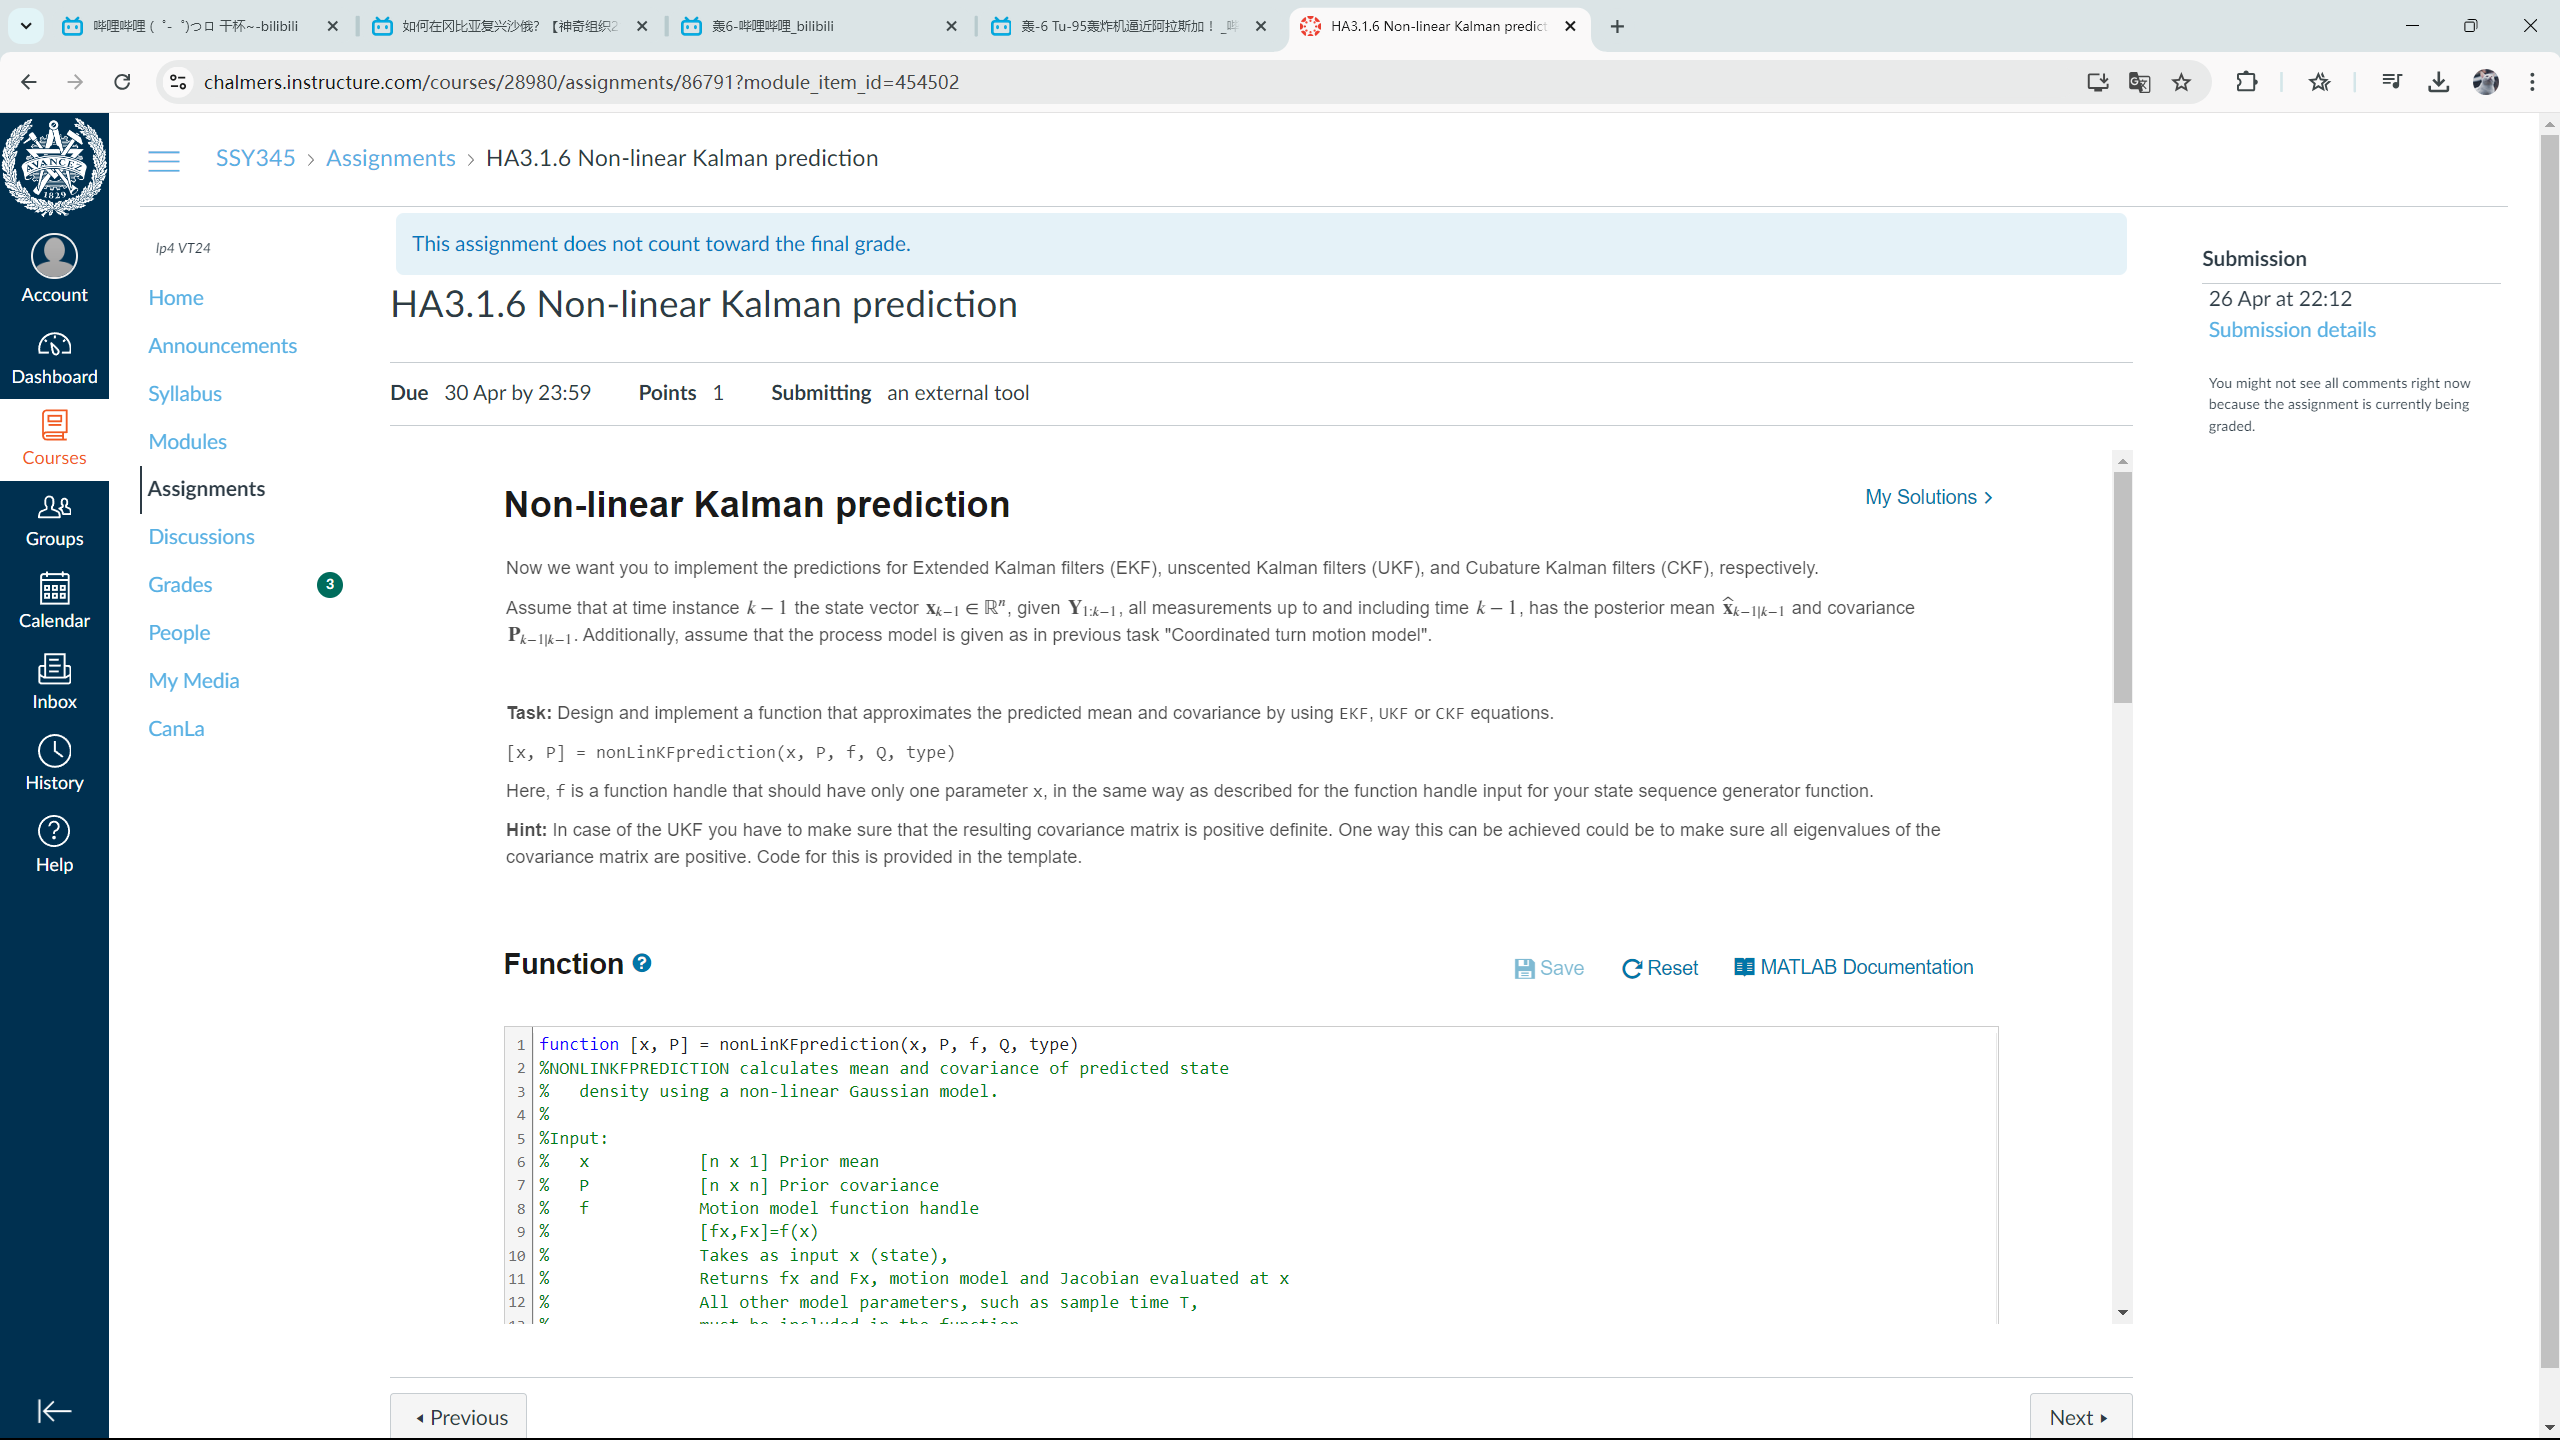 哔哩哔哩 (゜-゜)つロ 干杯~-bilibili
如何在冈比亚复兴沙俄？【神奇组织2
轰6-哔哩哔哩_bilibili
轰-6 Tu-95轰炸机逼近阿拉斯加！_哔
HA3.1.6 Non-linear Kalman predict
chalmers.instructure.com/courses/28980/assignments/86791?module_item_id=454502
AVANCEZ
1829
Account
Dashboard
Courses
Groups
Calendar
Inbox
History
Help
SSY345 › Assignments › HA3.1.6 Non-linear Kalman prediction
lp4 VT24
Home
Announcements
Syllabus
Modules
Assignments
Discussions
Grades 3
People
My Media
CanLa
This assignment does not count toward the final grade.
HA3.1.6 Non-linear Kalman prediction
Due 30 Apr by 23:59 Points 1 Submitting an external tool
Submission
26 Apr at 22:12
Submission details
You might not see all comments right now
because the assignment is currently being
graded.
Non-linear Kalman prediction
My Solutions >
Now we want you to implement the predictions for Extended Kalman filters (EKF), unscented Kalman filters (UKF), and Cubature Kalman filters (CKF), respectively.
Assume that at time instance k − 1 the state vector x_{k−1} ∈ ℝⁿ, given Y_{1:k−1}, all measurements up to and including time k − 1, has the posterior mean x̂_{k−1|k−1} and covariance
P_{k−1|k−1}. Additionally, assume that the process model is given as in previous task "Coordinated turn motion model".
Task: Design and implement a function that approximates the predicted mean and covariance by using EKF, UKF or CKF equations.
[x, P] = nonLinKFprediction(x, P, f, Q, type)
Here, f is a function handle that should have only one parameter x, in the same way as described for the function handle input for your state sequence generator function.
Hint: In case of the UKF you have to make sure that the resulting covariance matrix is positive definite. One way this can be achieved could be to make sure all eigenvalues of the
covariance matrix are positive. Code for this is provided in the template.
Function ?
Save Reset MATLAB Documentation
1 function [x, P] = nonLinKFprediction(x, P, f, Q, type)
2 %NONLINKFPREDICTION calculates mean and covariance of predicted state
3 %   density using a non-linear Gaussian model.
4 %
5 %Input:
6 %   x           [n x 1] Prior mean
7 %   P           [n x n] Prior covariance
8 %   f           Motion model function handle
9 %               [fx,Fx]=f(x)
10 %               Takes as input x (state),
11 %               Returns fx and Fx, motion model and Jacobian evaluated at x
12 %               All other model parameters, such as sample time T,
13 %               must be included in the function
◂ Previous
Next ▸